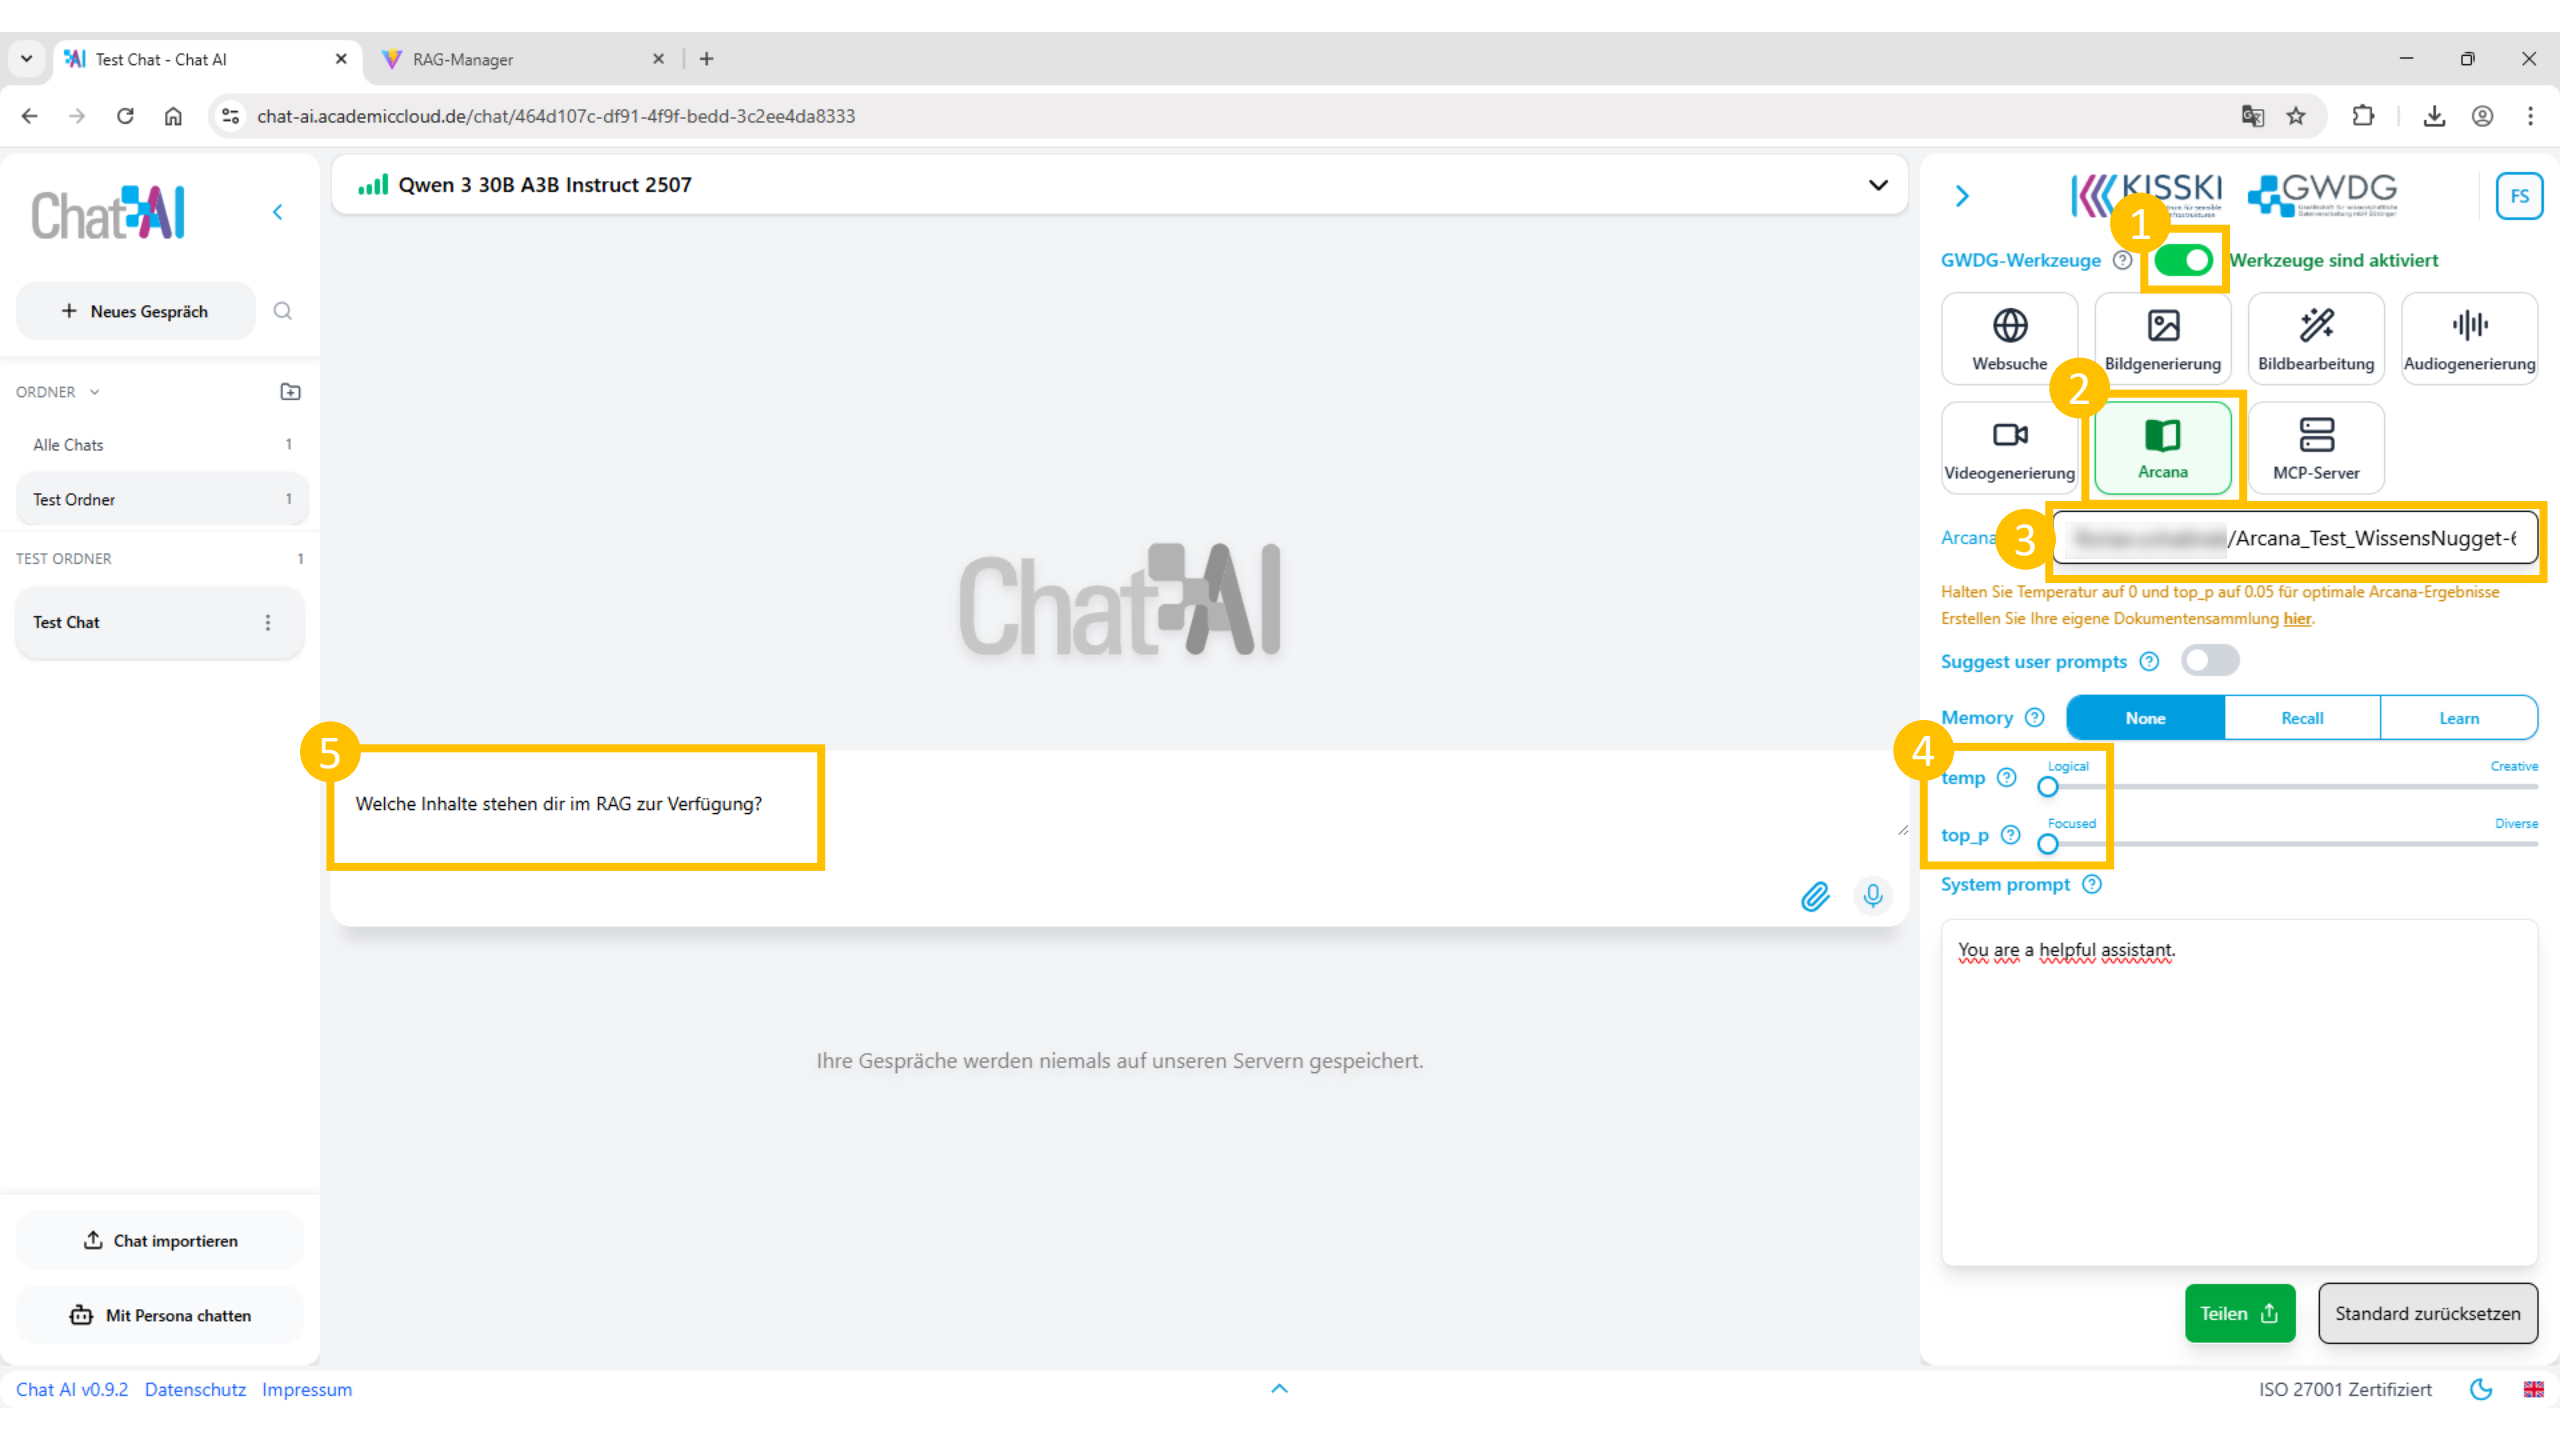 Test Chat - Chat AI
RAG-Manager
chat-ai.academiccloud.de/chat/464d107c-df91-4f9f-bedd-3c2ee4da8333
Chat AI
Neues Gespräch
ORDNER
Alle Chats 1
Test Ordner 1
TEST ORDNER 1
Test Chat
Chat importieren
Mit Persona chatten
Qwen 3 30B A3B Instruct 2507
Chat AI
5
Welche Inhalte stehen dir im RAG zur Verfügung?
Ihre Gespräche werden niemals auf unseren Servern gespeichert.
KISSKI
GWDG
FS
1
GWDG-Werkzeuge
Werkzeuge sind aktiviert
Websuche
Bildgenerierung
Bildbearbeitung
Audiogenerierung
2
Videogenerierung
Arcana
MCP-Server
Arcana
3
/Arcana_Test_WissensNugget-6
Halten Sie Temperatur auf 0 und top_p auf 0.05 für optimale Arcana-Ergebnisse
Erstellen Sie Ihre eigene Dokumentensammlung hier.
Suggest user prompts
Memory
None
Recall
Learn
4
temp
Logical
Creative
top_p
Focused
Diverse
System prompt
You are a helpful assistant.
Teilen
Standard zurücksetzen
Chat AI v0.9.2 Datenschutz Impressum
ISO 27001 Zertifiziert